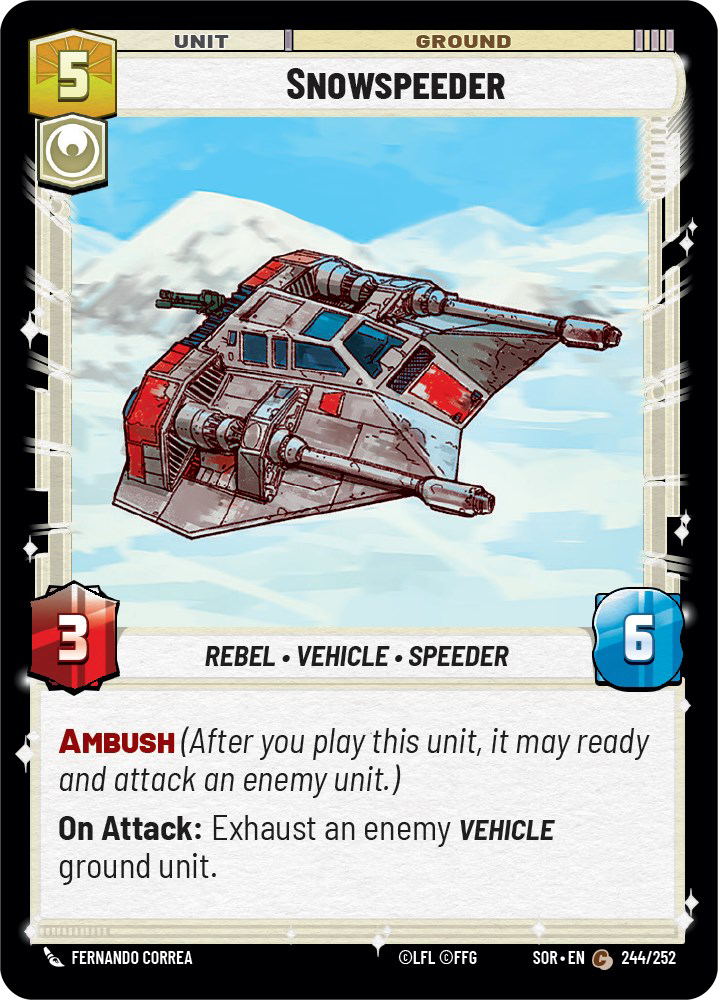 UNIT
GROUND
5
SNOWSPEEDER
3
REBEL • VEHICLE • SPEEDER
6
AMBUSH (After you play this unit, it may ready
and attack an enemy unit.)
On Attack: Exhaust an enemy VEHICLE
ground unit.
FERNANDO CORREA
©LFL ©FFG
SOR • EN C 244/252